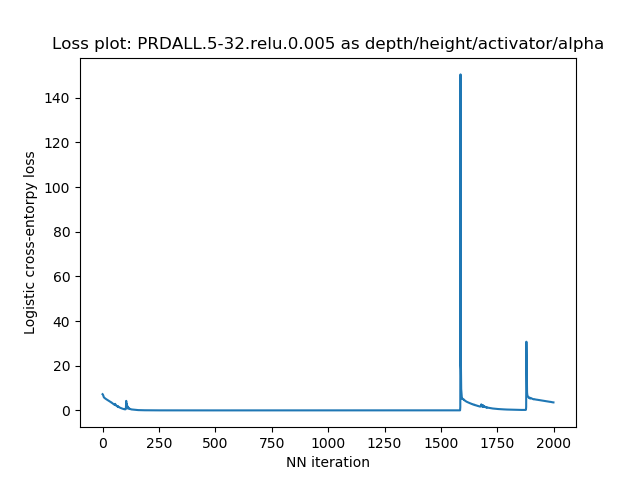 Loss plot: PRDALL.5-32.relu.0.005 as depth/height/activator/alpha
Logistic cross-entorpy loss
140
120
100
80
60
40
20
0
0 250 500 750 1000 1250 1500 1750 2000
NN iteration